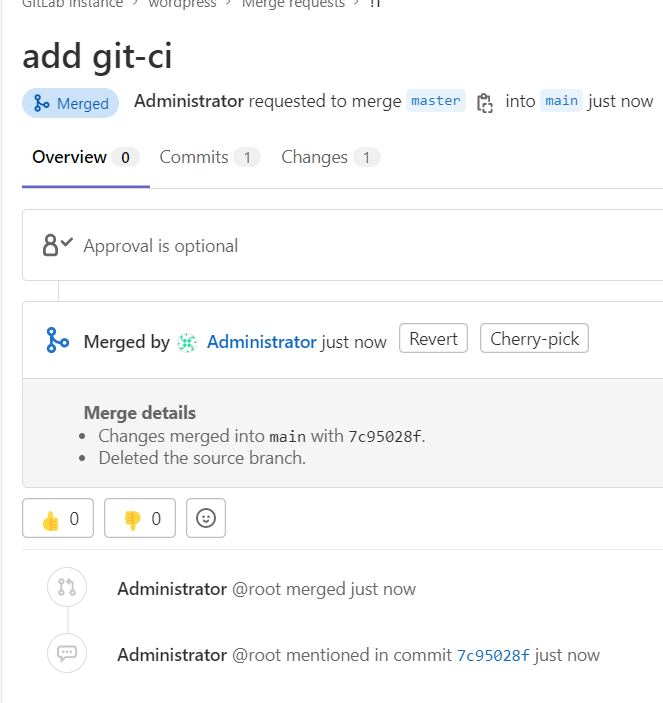 GitLab Instance > wordpress > Merge requests > !1
add git-ci
Merged Administrator requested to merge master into main just now
Overview 0 Commits 1 Changes 1
Approval is optional
Merged by Administrator just now Revert Cherry-pick
Merge details
• Changes merged into main with 7c95028f.
• Deleted the source branch.
0 0
Administrator @root merged just now
Administrator @root mentioned in commit 7c95028f just now